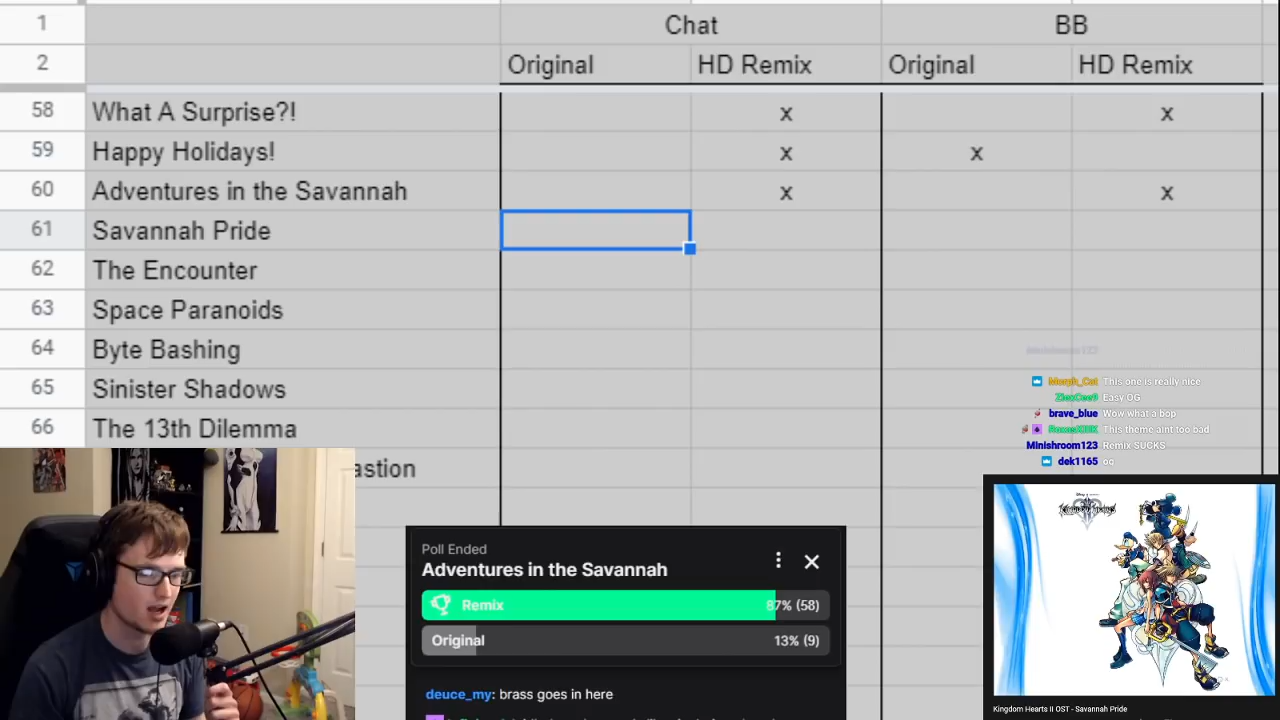 1 Chat BB
2 Original HD Remix Original HD Remix
58 What A Surprise?! x x
59 Happy Holidays! x x
60 Adventures in the Savannah x x
61 Savannah Pride
62 The Encounter
63 Space Paranoids
64 Byte Bashing
65 Sinister Shadows
66 The 13th Dilemma
astion
Minishroom123
This one is really nice
Easy OG
brave_blue Wow what a bop
This theme aint too bad
Minishroom123 Remix SUCKS
dek1165 og
Poll Ended
Adventures in the Savannah
Remix 87% (58)
Original 13% (9)
deuce_my: brass goes in here
KINGDOM HEARTS
Kingdom Hearts II OST - Savannah Pride